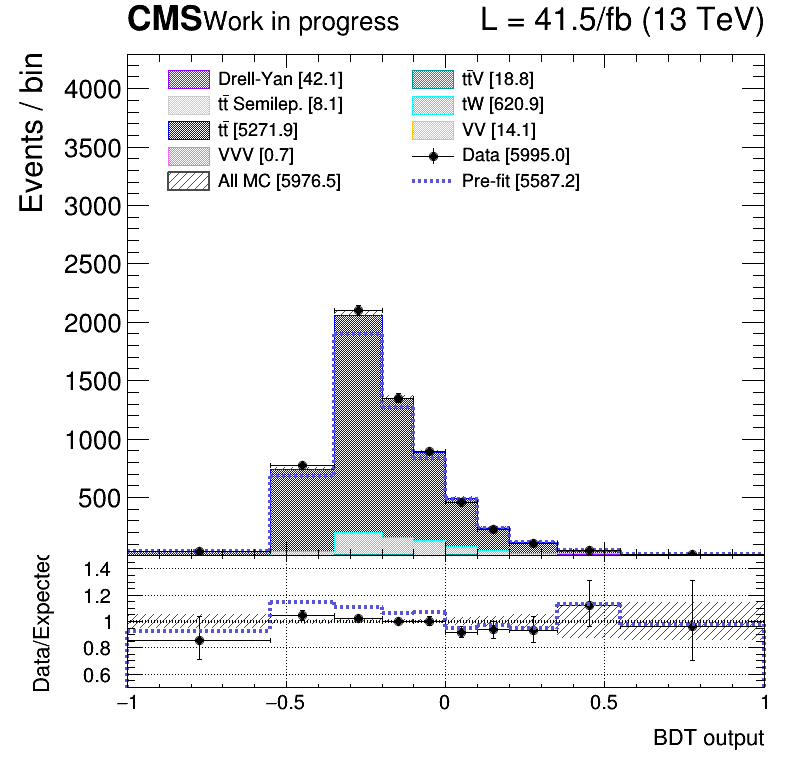 CMS Work in progress L = 41.5/fb (13 TeV)
Events / bin
4000
3500
3000
2500
2000
1500
1000
500
Drell-Yan [42.1]
tt̄ Semilep. [8.1]
tt̄ [5271.9]
VVV [0.7]
All MC [5976.5]
tt̄V [18.8]
tW [620.9]
VV [14.1]
Data [5995.0]
Pre-fit [5587.2]
Data/Expected
1.4
1.2
1
0.8
0.6
−1 −0.5 0 0.5 1
BDT output